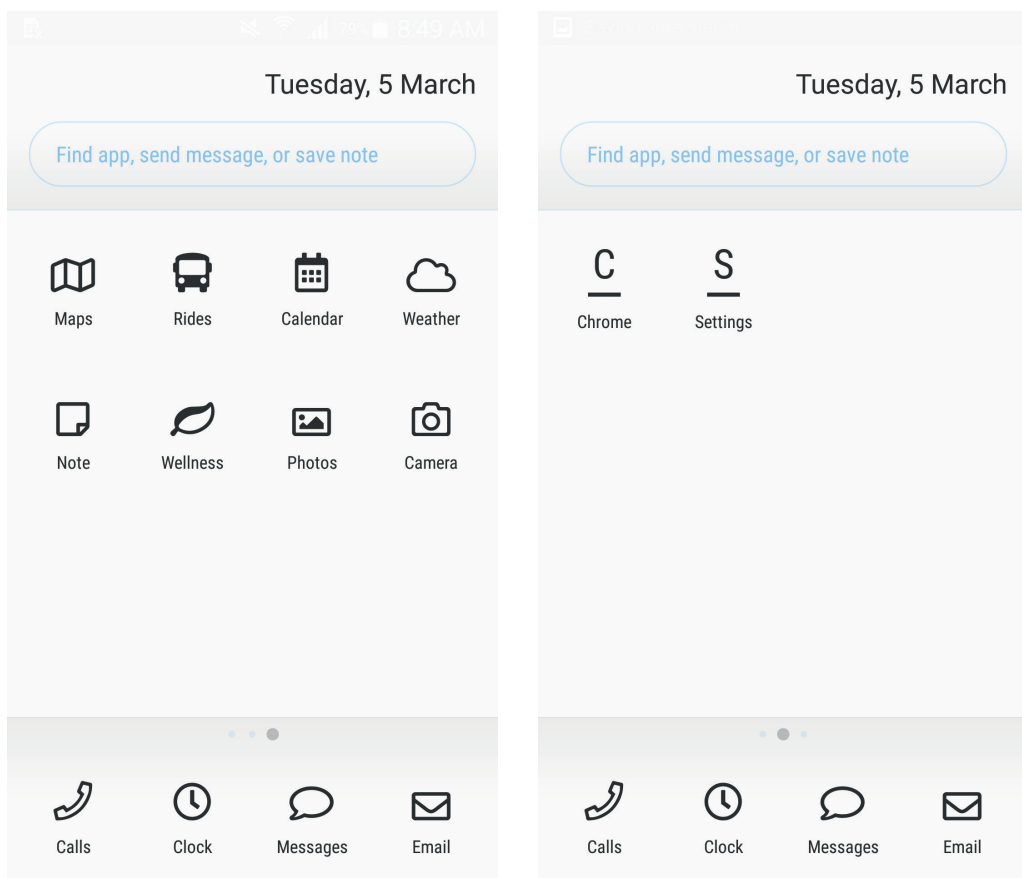 79% 8:49 AM
Tuesday, 5 March
Find app, send message, or save note
Maps Rides Calendar Weather
Note Wellness Photos Camera
Calls Clock Messages Email
Tuesday, 5 March
Find app, send message, or save note
C S
Chrome Settings
Calls Clock Messages Email